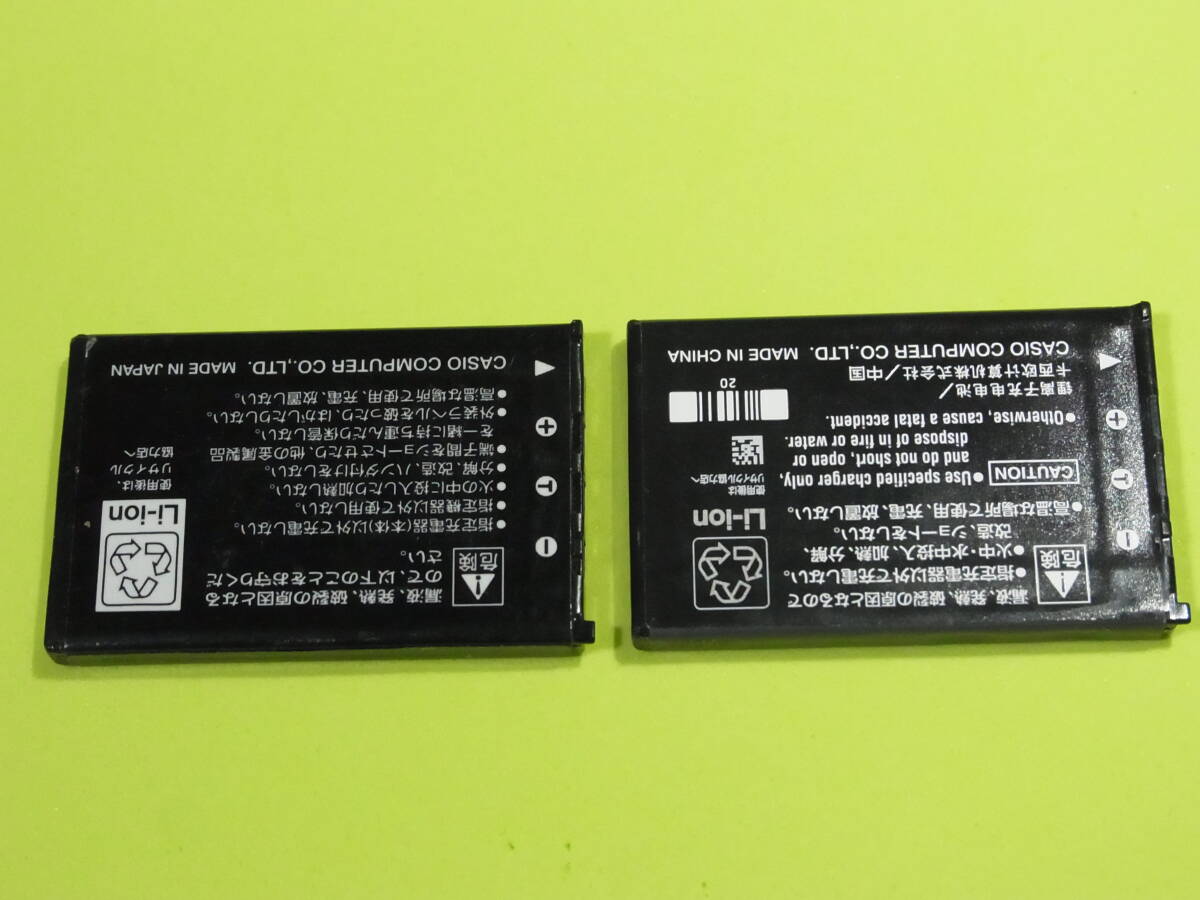 危険
漏液、発熱、破裂の原因となる
ので、以下のことをお守りくだ
さい。
●指定充電器(本体)以外で充電しない。
●指定機器以外で使用しない。
●火の中に投入したり加熱しない。
●分解、改造、ハンダ付けをしない。
●端子間をショートさせたり、他の金属製品
を一緒に持ち運んだり保管しない。
●外装ラベルを破ったり、はがしたりしない。
●高温な場所で使用、充電、放置しない。
Li-ion
使用後は、
リサイクル
協力店へ
CASIO COMPUTER CO.,LTD. MADE IN JAPAN
危険
漏液、発熱、破裂の原因となるので
●指定充電器以外で充電しない。
●火中・水中投入、加熱、分解、
改造、ショートをしない。
●高温な場所で使用、充電、放置しない。
Li-ion
使用後は
リサイクル協力店へ
CAUTION
●Use specified charger only,
and do not short, open or
dispose of in fire or water.
●Otherwise, cause a fatal accident.
20
锂离子充电电池/
卡西欧计算机株式会社/中国
CASIO COMPUTER CO.,LTD. MADE IN CHINA
− T +
− T +